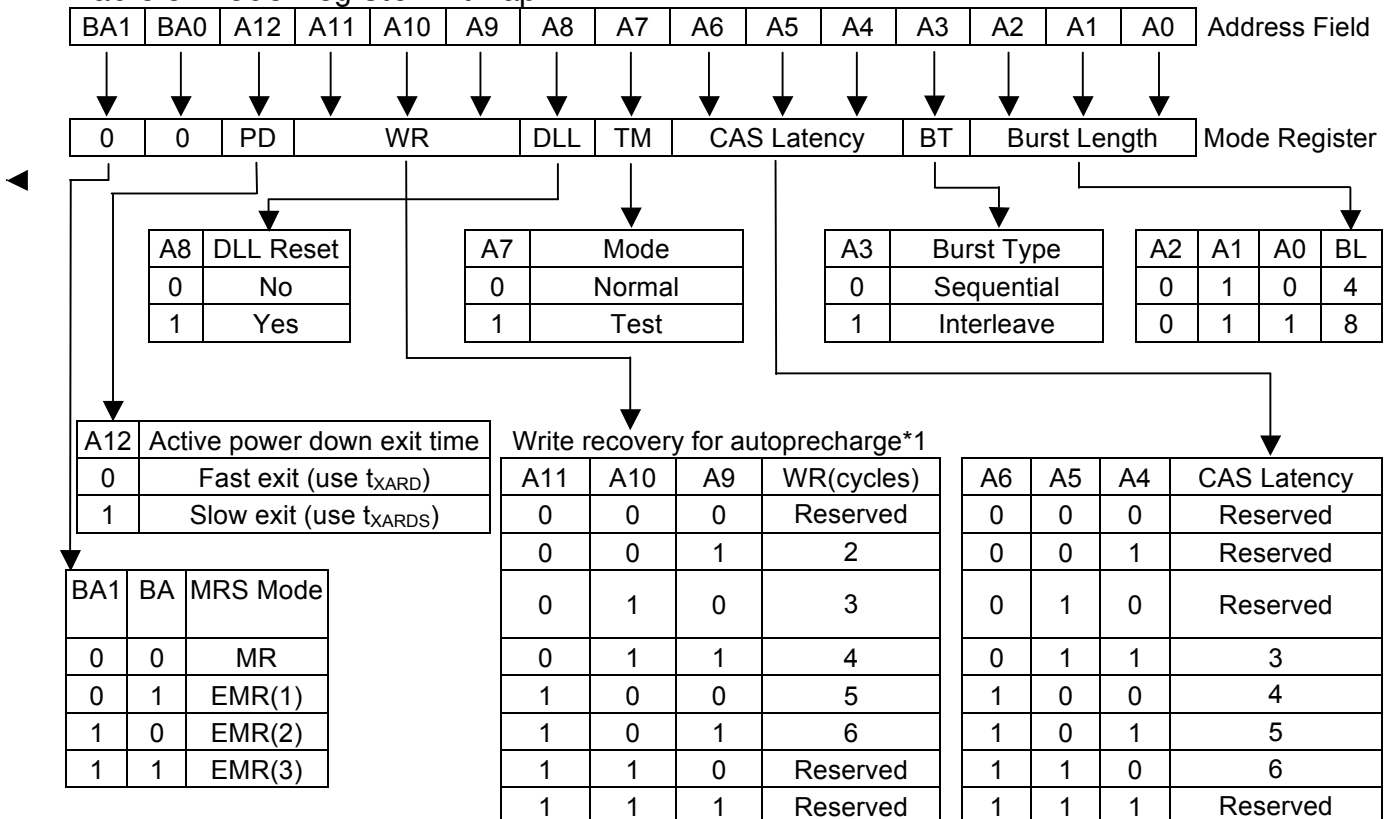 BA1 BA0 A12 A11 A10 A9 A8 A7 A6 A5 A4 A3 A2 A1 A0 Address Field
0 0 PD WR DLL TM CAS Latency BT Burst Length Mode Register
A8 DLL Reset
0 No
1 Yes
A7 Mode
0 Normal
1 Test
A3 Burst Type
0 Sequential
1 Interleave
A2 A1 A0 BL
0 1 0 4
0 1 1 8
A12 Active power down exit time
0 Fast exit (use tXARD)
1 Slow exit (use tXARDS)
BA1 BA MRS Mode
0 0 MR
0 1 EMR(1)
1 0 EMR(2)
1 1 EMR(3)
Write recovery for autoprecharge*1
A11 A10 A9 WR(cycles)
0 0 0 Reserved
0 0 1 2
0 1 0 3
0 1 1 4
1 0 0 5
1 0 1 6
1 1 0 Reserved
1 1 1 Reserved
A6 A5 A4 CAS Latency
0 0 0 Reserved
0 0 1 Reserved
0 1 0 Reserved
0 1 1 3
1 0 0 4
1 0 1 5
1 1 0 6
1 1 1 Reserved